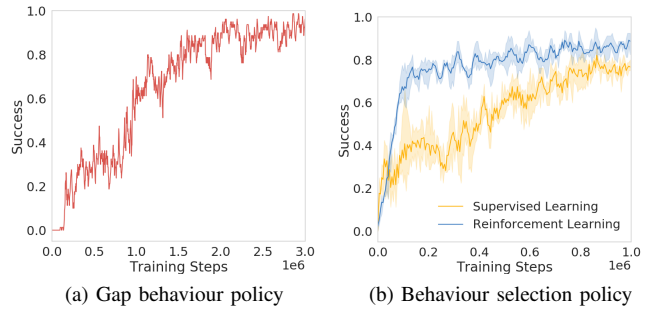 1.0
0.8
0.6
0.4
0.2
0.0
Success
0.0 0.5 1.0 1.5 2.0 2.5 3.0
Training Steps 1e6
(a) Gap behaviour policy
1.0
0.8
0.6
0.4
0.2
0.0
Success
Supervised Learning
Reinforcement Learning
0.0 0.2 0.4 0.6 0.8 1.0
Training Steps 1e6
(b) Behaviour selection policy